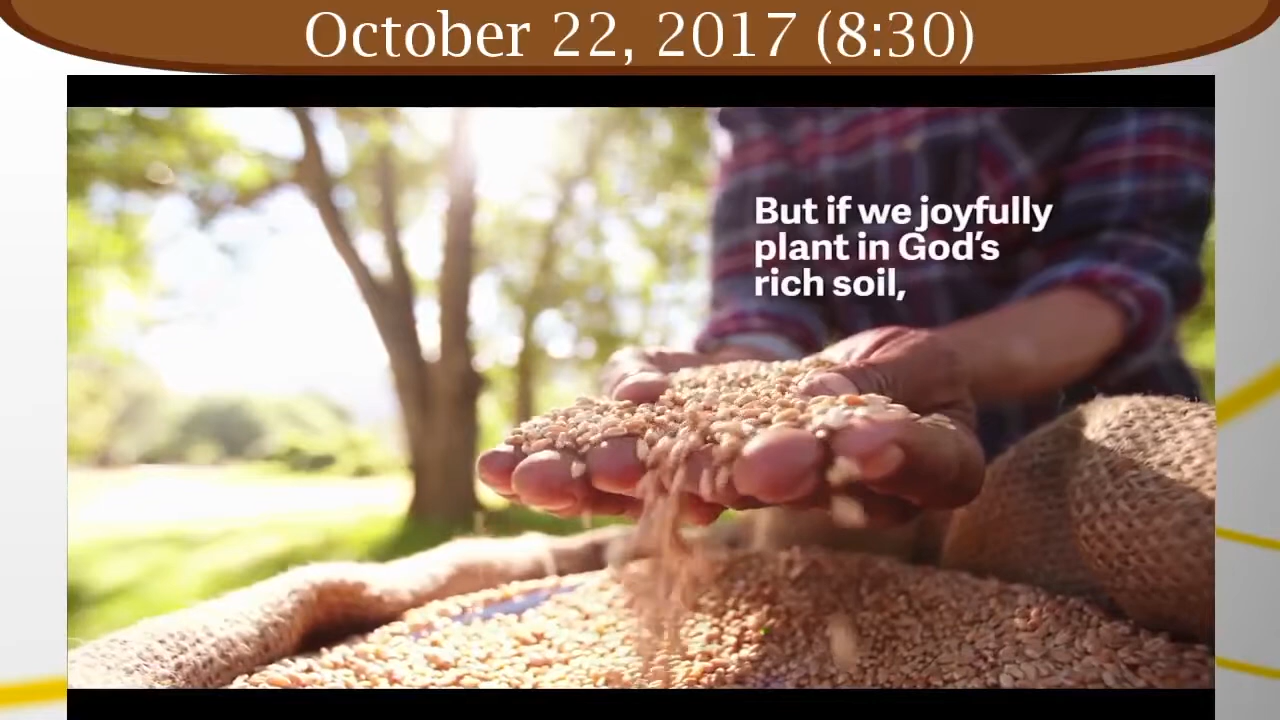 October 22, 2017 (8:30)
But if we joyfully
plant in God's
rich soil,